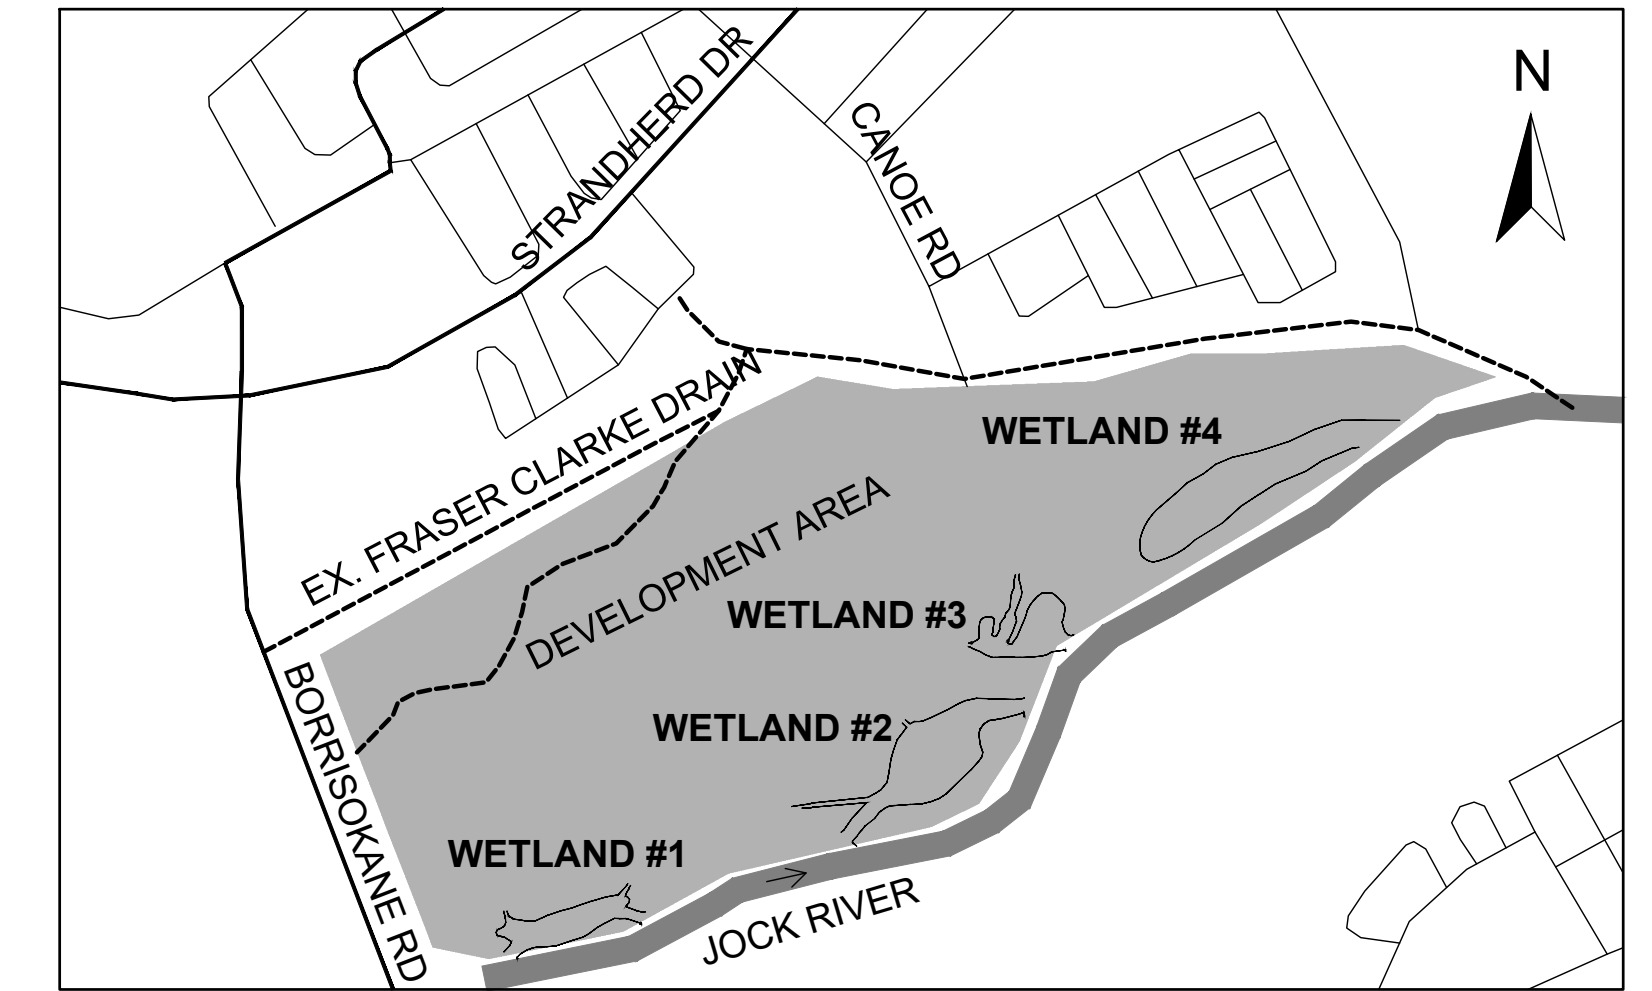 N
STRANDHERD DR
CANOE RD
EX. FRASER CLARKE DRAIN
WETLAND #4
DEVELOPMENT AREA
WETLAND #3
WETLAND #2
BORRISOKANE RD
WETLAND #1
JOCK RIVER